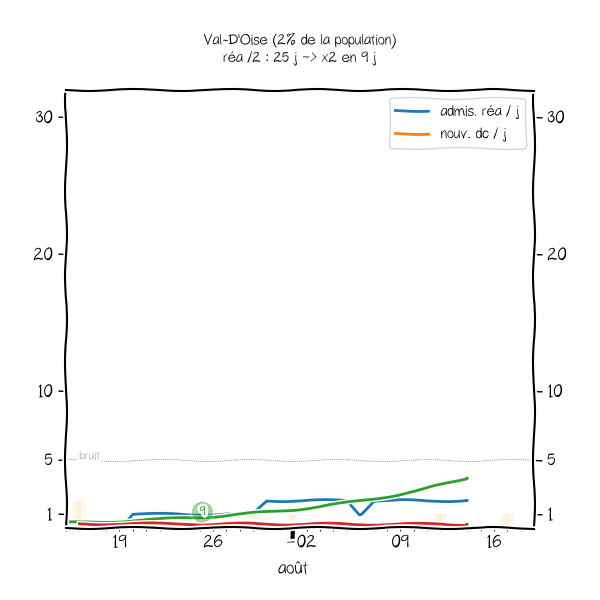 Val-D'Oise (2% de la population)
réa /2 : 25 j -> x2 en 9 j
admis. réa / j
nouv. dc / j
30
30
20
20
10
10
5
5
bruit
1
1
9
19
26
02
09
16
août